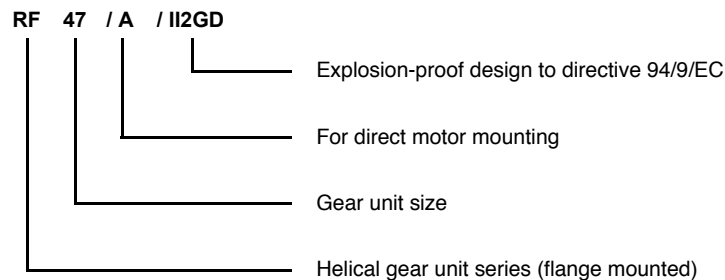 RF 47 / A / II2GD
Explosion-proof design to directive 94/9/EC
For direct motor mounting
Gear unit size
Helical gear unit series (flange mounted)